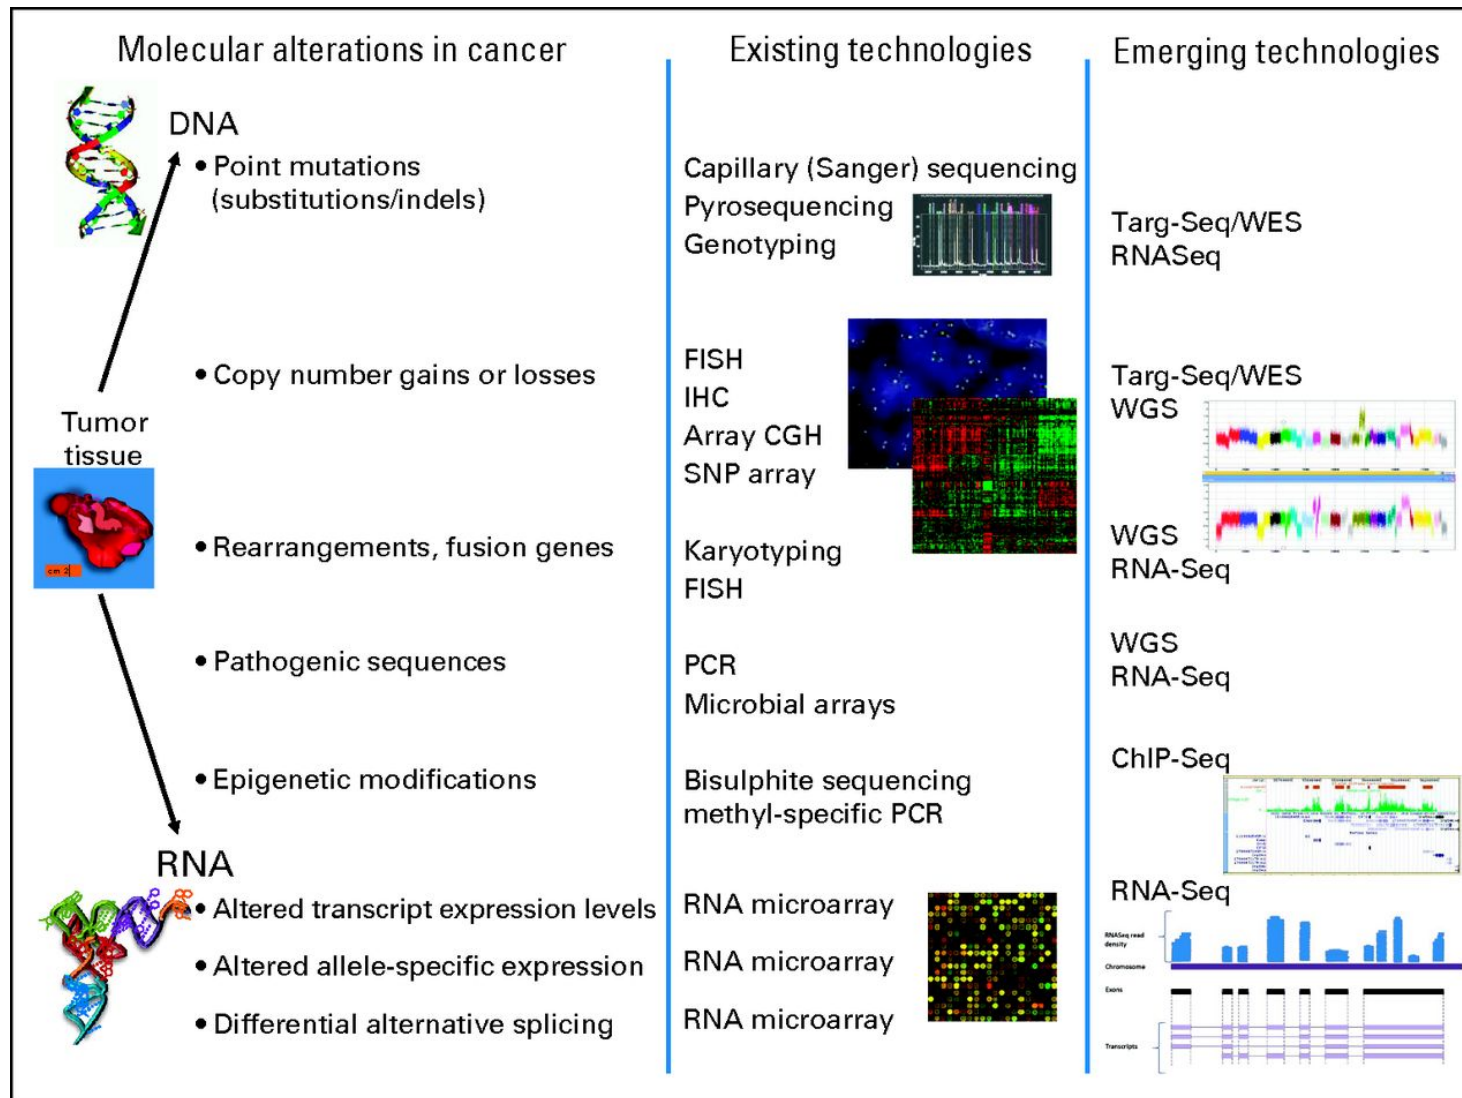 Molecular alterations in cancer
Existing technologies
Emerging technologies
DNA
• Point mutations
(substitutions/indels)
Capillary (Sanger) sequencing
Pyrosequencing
Genotyping
Targ-Seq/WES
RNASeq
• Copy number gains or losses
FISH
IHC
Array CGH
SNP array
Targ-Seq/WES
WGS
Tumor
tissue
cm 2
• Rearrangements, fusion genes
Karyotyping
FISH
WGS
RNA-Seq
• Pathogenic sequences
PCR
Microbial arrays
WGS
RNA-Seq
• Epigenetic modifications
Bisulphite sequencing
methyl-specific PCR
ChIP-Seq
RNA
• Altered transcript expression levels
RNA microarray
RNA-Seq
• Altered allele-specific expression
RNA microarray
• Differential alternative splicing
RNA microarray
RNASeq read
density
Chromosome
Exons
Transcripts